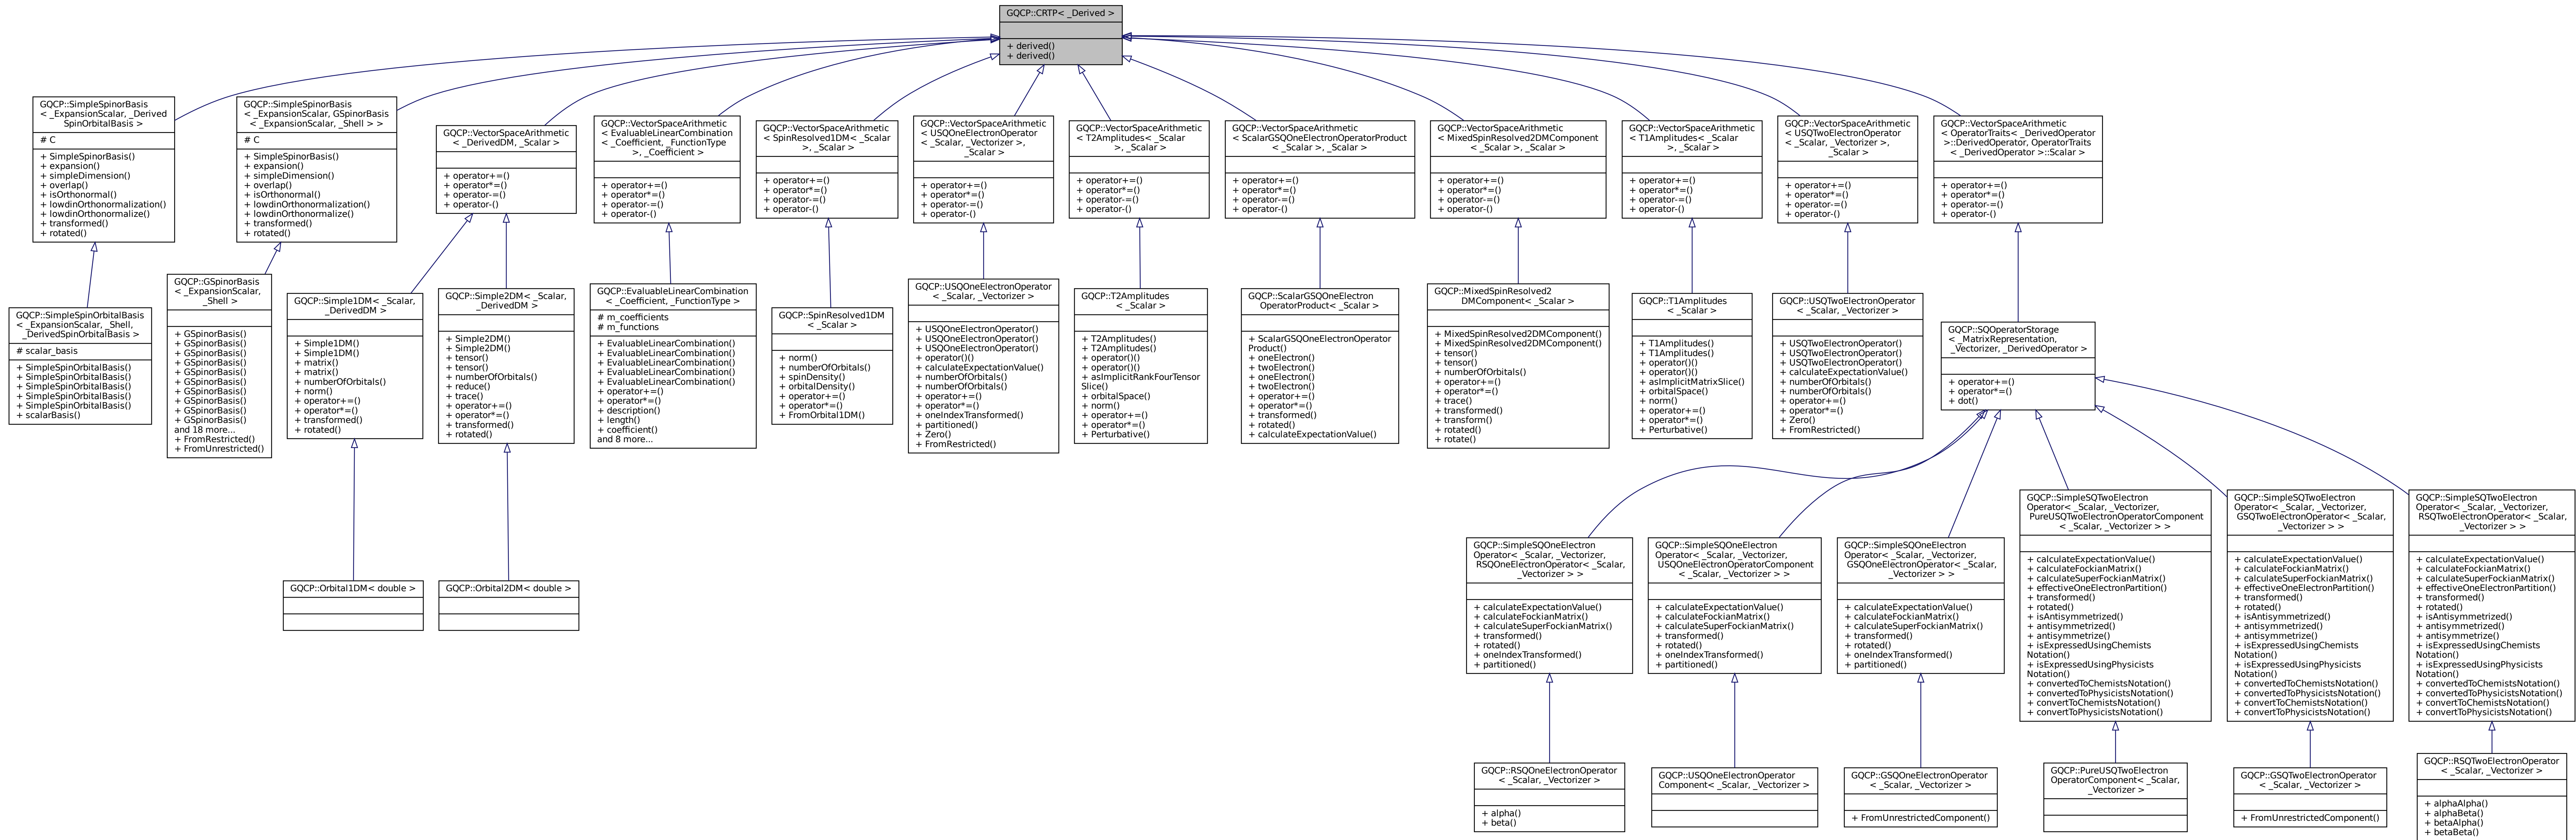 GQCP::CRTP< _Derived >
+ derived()
+ derived()
GQCP::SimpleSpinorBasis
< _ExpansionScalar, _Derived
SpinOrbitalBasis >
# C
+ SimpleSpinorBasis()
+ expansion()
+ simpleDimension()
+ overlap()
+ isOrthonormal()
+ lowdinOrthonormalization()
+ lowdinOrthonormalize()
+ transformed()
+ rotated()
GQCP::SimpleSpinorBasis
< _ExpansionScalar, GSpinorBasis
< _ExpansionScalar, _Shell > >
# C
+ SimpleSpinorBasis()
+ expansion()
+ simpleDimension()
+ overlap()
+ isOrthonormal()
+ lowdinOrthonormalization()
+ lowdinOrthonormalize()
+ transformed()
+ rotated()
GQCP::VectorSpaceArithmetic
< _DerivedDM, _Scalar >
+ operator+=()
+ operator*=()
+ operator-=()
+ operator-()
GQCP::VectorSpaceArithmetic
< EvaluableLinearCombination
< _Coefficient, _FunctionType
>, _Coefficient >
+ operator+=()
+ operator*=()
+ operator-=()
+ operator-()
GQCP::VectorSpaceArithmetic
< SpinResolved1DM< _Scalar
>, _Scalar >
+ operator+=()
+ operator*=()
+ operator-=()
+ operator-()
GQCP::VectorSpaceArithmetic
< USQOneElectronOperator
< _Scalar, _Vectorizer >,
_Scalar >
+ operator+=()
+ operator*=()
+ operator-=()
+ operator-()
GQCP::VectorSpaceArithmetic
< T2Amplitudes< _Scalar
>, _Scalar >
+ operator+=()
+ operator*=()
+ operator-=()
+ operator-()
GQCP::VectorSpaceArithmetic
< ScalarGSQOneElectronOperatorProduct
< _Scalar >, _Scalar >
+ operator+=()
+ operator*=()
+ operator-=()
+ operator-()
GQCP::VectorSpaceArithmetic
< MixedSpinResolved2DMComponent
< _Scalar >, _Scalar >
+ operator+=()
+ operator*=()
+ operator-=()
+ operator-()
GQCP::VectorSpaceArithmetic
< T1Amplitudes< _Scalar
>, _Scalar >
+ operator+=()
+ operator*=()
+ operator-=()
+ operator-()
GQCP::VectorSpaceArithmetic
< USQTwoElectronOperator
< _Scalar, _Vectorizer >,
_Scalar >
+ operator+=()
+ operator*=()
+ operator-=()
+ operator-()
GQCP::VectorSpaceArithmetic
< OperatorTraits< _DerivedOperator
>::DerivedOperator, OperatorTraits
< _DerivedOperator >::Scalar >
+ operator+=()
+ operator*=()
+ operator-=()
+ operator-()
GQCP::SimpleSpinOrbitalBasis
< _ExpansionScalar, _Shell,
_DerivedSpinOrbitalBasis >
# scalar_basis
+ SimpleSpinOrbitalBasis()
+ SimpleSpinOrbitalBasis()
+ SimpleSpinOrbitalBasis()
+ SimpleSpinOrbitalBasis()
+ SimpleSpinOrbitalBasis()
+ scalarBasis()
GQCP::GSpinorBasis
< _ExpansionScalar,
_Shell >
+ GSpinorBasis()
+ GSpinorBasis()
+ GSpinorBasis()
+ GSpinorBasis()
+ GSpinorBasis()
+ GSpinorBasis()
+ GSpinorBasis()
+ GSpinorBasis()
+ GSpinorBasis()
+ GSpinorBasis()
and 18 more...
+ FromRestricted()
+ FromUnrestricted()
GQCP::Simple1DM< _Scalar,
_DerivedDM >
+ Simple1DM()
+ Simple1DM()
+ matrix()
+ matrix()
+ numberOfOrbitals()
+ norm()
+ operator+=()
+ operator*=()
+ transformed()
+ rotated()
GQCP::Simple2DM< _Scalar,
_DerivedDM >
+ Simple2DM()
+ Simple2DM()
+ tensor()
+ tensor()
+ numberOfOrbitals()
+ reduce()
+ trace()
+ operator+=()
+ operator*=()
+ transformed()
+ rotated()
GQCP::EvaluableLinearCombination
< _Coefficient, _FunctionType >
# m_coefficients
# m_functions
+ EvaluableLinearCombination()
+ EvaluableLinearCombination()
+ EvaluableLinearCombination()
+ EvaluableLinearCombination()
+ EvaluableLinearCombination()
+ operator+=()
+ operator*=()
+ description()
+ length()
+ coefficient()
and 8 more...
GQCP::SpinResolved1DM
< _Scalar >
+ norm()
+ numberOfOrbitals()
+ spinDensity()
+ orbitalDensity()
+ operator+=()
+ operator*=()
+ FromOrbital1DM()
GQCP::USQOneElectronOperator
< _Scalar, _Vectorizer >
+ USQOneElectronOperator()
+ USQOneElectronOperator()
+ USQOneElectronOperator()
+ operator()()
+ calculateExpectationValue()
+ numberOfOrbitals()
+ numberOfOrbitals()
+ operator+=()
+ operator*=()
+ oneIndexTransformed()
+ partitioned()
+ Zero()
+ FromRestricted()
GQCP::T2Amplitudes
< _Scalar >
+ T2Amplitudes()
+ T2Amplitudes()
+ operator()()
+ operator()()
+ asImplicitRankFourTensor
Slice()
+ orbitalSpace()
+ norm()
+ operator+=()
+ operator*=()
+ Perturbative()
GQCP::ScalarGSQOneElectron
OperatorProduct< _Scalar >
+ ScalarGSQOneElectronOperator
Product()
+ oneElectron()
+ twoElectron()
+ oneElectron()
+ twoElectron()
+ operator+=()
+ operator*=()
+ transformed()
+ rotated()
+ calculateExpectationValue()
GQCP::MixedSpinResolved2
DMComponent< _Scalar >
+ MixedSpinResolved2DMComponent()
+ MixedSpinResolved2DMComponent()
+ tensor()
+ tensor()
+ numberOfOrbitals()
+ operator+=()
+ operator*=()
+ trace()
+ transformed()
+ transform()
+ rotated()
+ rotate()
GQCP::T1Amplitudes
< _Scalar >
+ T1Amplitudes()
+ T1Amplitudes()
+ operator()()
+ operator()()
+ asImplicitMatrixSlice()
+ orbitalSpace()
+ norm()
+ operator+=()
+ operator*=()
+ Perturbative()
GQCP::USQTwoElectronOperator
< _Scalar, _Vectorizer >
+ USQTwoElectronOperator()
+ USQTwoElectronOperator()
+ USQTwoElectronOperator()
+ calculateExpectationValue()
+ numberOfOrbitals()
+ numberOfOrbitals()
+ operator+=()
+ operator*=()
+ Zero()
+ FromRestricted()
GQCP::SQOperatorStorage
< _MatrixRepresentation,
_Vectorizer, _DerivedOperator >
+ operator+=()
+ operator*=()
+ dot()
GQCP::Orbital1DM< double >
GQCP::Orbital2DM< double >
GQCP::SimpleSQOneElectron
Operator< _Scalar, _Vectorizer,
RSQOneElectronOperator< _Scalar,
_Vectorizer > >
+ calculateExpectationValue()
+ calculateFockianMatrix()
+ calculateSuperFockianMatrix()
+ transformed()
+ rotated()
+ oneIndexTransformed()
+ partitioned()
GQCP::SimpleSQOneElectron
Operator< _Scalar, _Vectorizer,
USQOneElectronOperatorComponent
< _Scalar, _Vectorizer > >
+ calculateExpectationValue()
+ calculateFockianMatrix()
+ calculateSuperFockianMatrix()
+ transformed()
+ rotated()
+ oneIndexTransformed()
+ partitioned()
GQCP::SimpleSQOneElectron
Operator< _Scalar, _Vectorizer,
GSQOneElectronOperator< _Scalar,
_Vectorizer > >
+ calculateExpectationValue()
+ calculateFockianMatrix()
+ calculateSuperFockianMatrix()
+ transformed()
+ rotated()
+ oneIndexTransformed()
+ partitioned()
GQCP::SimpleSQTwoElectron
Operator< _Scalar, _Vectorizer,
PureUSQTwoElectronOperatorComponent
< _Scalar, _Vectorizer > >
+ calculateExpectationValue()
+ calculateFockianMatrix()
+ calculateSuperFockianMatrix()
+ effectiveOneElectronPartition()
+ transformed()
+ rotated()
+ isAntisymmetrized()
+ antisymmetrized()
+ antisymmetrize()
+ isExpressedUsingChemists
Notation()
+ isExpressedUsingPhysicists
Notation()
+ convertedToChemistsNotation()
+ convertedToPhysicistsNotation()
+ convertToChemistsNotation()
+ convertToPhysicistsNotation()
GQCP::SimpleSQTwoElectron
Operator< _Scalar, _Vectorizer,
GSQTwoElectronOperator< _Scalar,
_Vectorizer > >
+ calculateExpectationValue()
+ calculateFockianMatrix()
+ calculateSuperFockianMatrix()
+ effectiveOneElectronPartition()
+ transformed()
+ rotated()
+ isAntisymmetrized()
+ antisymmetrized()
+ antisymmetrize()
+ isExpressedUsingChemists
Notation()
+ isExpressedUsingPhysicists
Notation()
+ convertedToChemistsNotation()
+ convertedToPhysicistsNotation()
+ convertToChemistsNotation()
+ convertToPhysicistsNotation()
GQCP::SimpleSQTwoElectron
Operator< _Scalar, _Vectorizer,
RSQTwoElectronOperator< _Scalar,
_Vectorizer > >
+ calculateExpectationValue()
+ calculateFockianMatrix()
+ calculateSuperFockianMatrix()
+ effectiveOneElectronPartition()
+ transformed()
+ rotated()
+ isAntisymmetrized()
+ antisymmetrized()
+ antisymmetrize()
+ isExpressedUsingChemists
Notation()
+ isExpressedUsingPhysicists
Notation()
+ convertedToChemistsNotation()
+ convertedToPhysicistsNotation()
+ convertToChemistsNotation()
+ convertToPhysicistsNotation()
GQCP::RSQOneElectronOperator
< _Scalar, _Vectorizer >
+ alpha()
+ beta()
GQCP::USQOneElectronOperator
Component< _Scalar, _Vectorizer >
GQCP::GSQOneElectronOperator
< _Scalar, _Vectorizer >
+ FromUnrestrictedComponent()
GQCP::PureUSQTwoElectron
OperatorComponent< _Scalar,
_Vectorizer >
GQCP::GSQTwoElectronOperator
< _Scalar, _Vectorizer >
+ FromUnrestrictedComponent()
GQCP::RSQTwoElectronOperator
< _Scalar, _Vectorizer >
+ alphaAlpha()
+ alphaBeta()
+ betaAlpha()
+ betaBeta()